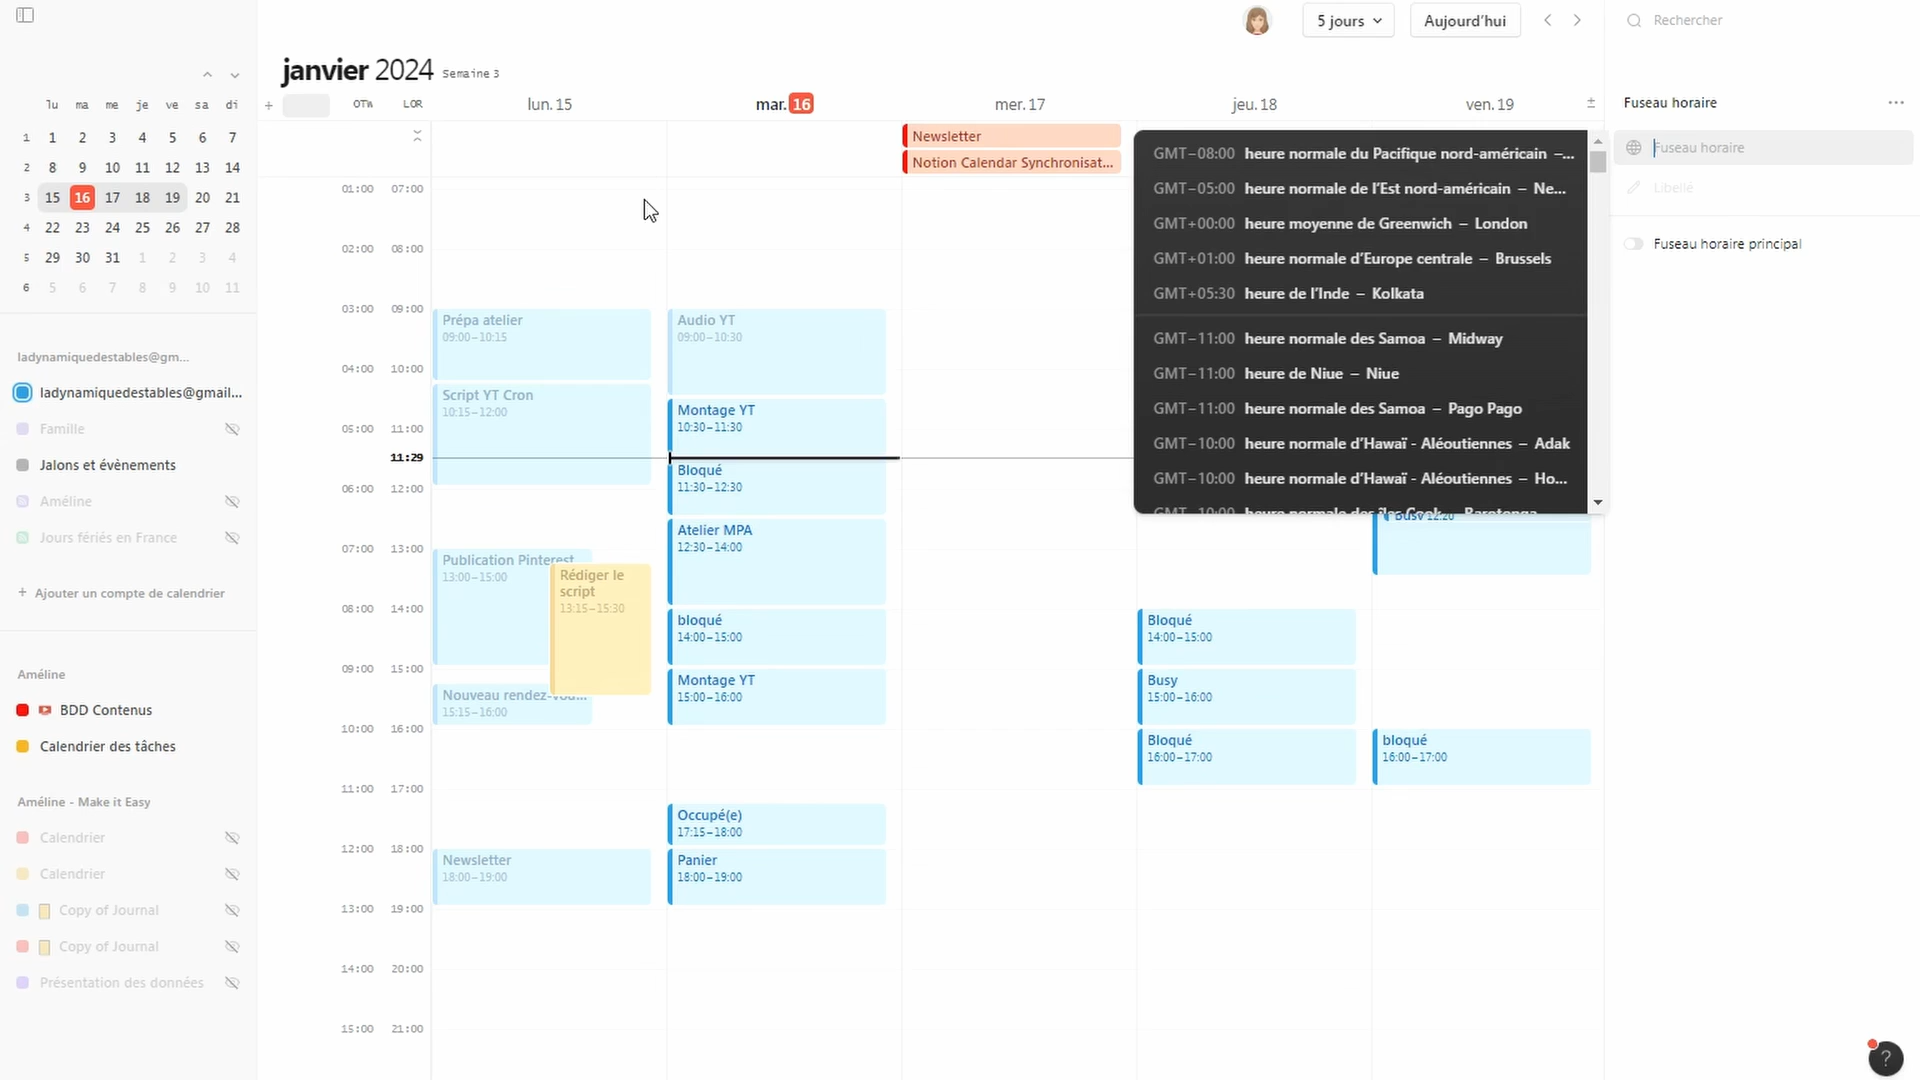 5 jours
Aujourd'hui
Rechercher
janvier 2024 Semaine 3
lu ma me je ve sa di
1 1 2 3 4 5 6 7
2 8 9 10 11 12 13 14
3 15 16 17 18 19 20 21
4 22 23 24 25 26 27 28
5 29 30 31 1 2 3 4
6 5 6 7 8 9 10 11
ladynamiquedestables@gm...
ladynamiquedestables@gmail...
Famille
Jalons et évènements
Améline
Jours fériés en France
+ Ajouter un compte de calendrier
Améline
BDD Contenus
Calendrier des tâches
Améline - Make it Easy
Calendrier
Calendrier
Copy of Journal
Copy of Journal
Présentation des données
+ OTW LOR lun. 15 mar. 16 mer. 17 jeu. 18 ven. 19
01:00 07:00
02:00 08:00
03:00 09:00
04:00 10:00
05:00 11:00
11:29
06:00 12:00
07:00 13:00
08:00 14:00
09:00 15:00
10:00 16:00
11:00 17:00
12:00 18:00
13:00 19:00
14:00 20:00
15:00 21:00
Prépa atelier
09:00–10:15
Script YT Cron
10:15–12:00
Publication Pinterest
13:00–15:00
Rédiger le
script
13:15–15:30
Nouveau rendez-vou...
15:15–16:00
Newsletter
18:00–19:00
Audio YT
09:00–10:30
Montage YT
10:30–11:30
Bloqué
11:30–12:30
Atelier MPA
12:30–14:00
bloqué
14:00–15:00
Montage YT
15:00–16:00
Occupé(e)
17:15–18:00
Panier
18:00–19:00
Newsletter
Notion Calendar Synchronisat...
Bloqué
14:00–15:00
Busy
15:00–16:00
Bloqué
16:00–17:00
Busy 12:20
bloqué
16:00–17:00
GMT−08:00 heure normale du Pacifique nord-américain –...
GMT−05:00 heure normale de l'Est nord-américain – Ne...
GMT+00:00 heure moyenne de Greenwich – London
GMT+01:00 heure normale d'Europe centrale – Brussels
GMT+05:30 heure de l'Inde – Kolkata
GMT−11:00 heure normale des Samoa – Midway
GMT−11:00 heure de Niue – Niue
GMT−11:00 heure normale des Samoa – Pago Pago
GMT−10:00 heure normale d'Hawaï - Aléoutiennes – Adak
GMT−10:00 heure normale d'Hawaï - Aléoutiennes – Ho...
GMT−10:00 heure normale des îles Cook – Rarotonga
Fuseau horaire
Fuseau horaire
Libellé
Fuseau horaire principal
?